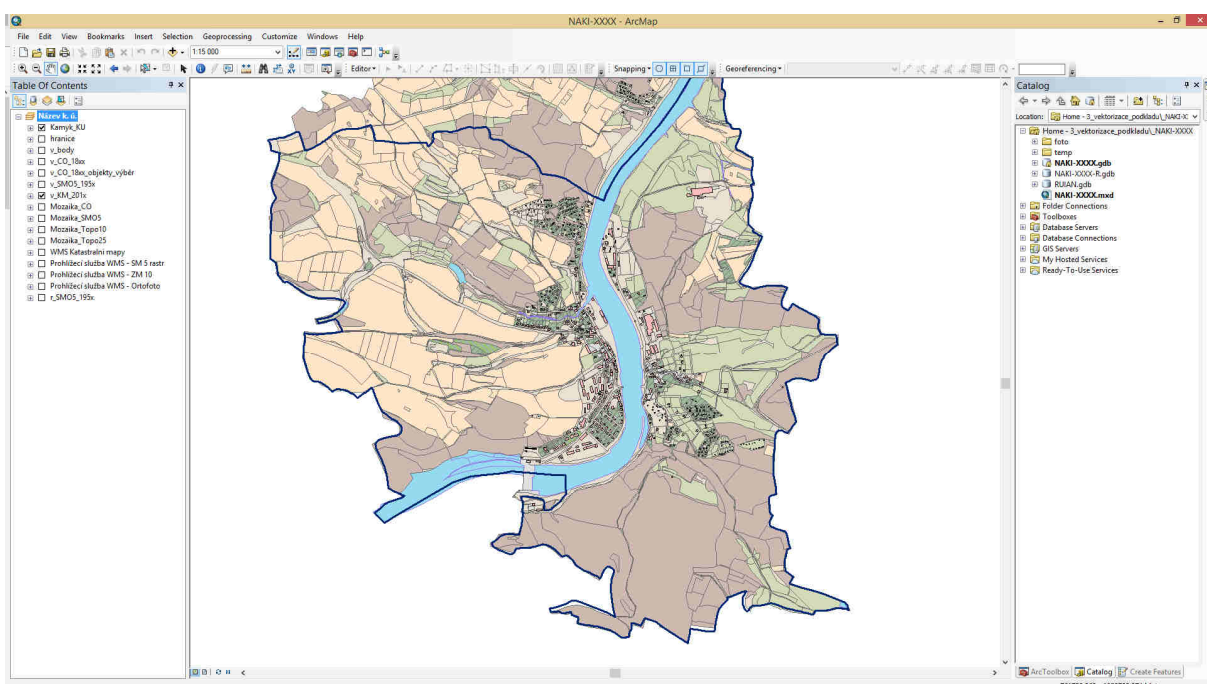 NAKI-XXXX - ArcMap
File Edit View Bookmarks Insert Selection Geoprocessing Customize Windows Help
1:15 000
Editor Snapping Georeferencing
Table Of Contents
Název k. ú.
Kamyk_KU
hranice
v_body
v_CO_18xx
v_CO_18xx_objekty_výběr
v_SMO5_195x
v_KM_201x
Mozaika_CO
Mozaika_SMO5
Mozaika_Topo10
Mozaika_Topo25
WMS Katastralni mapy
Prohlížecí služba WMS - SM 5 rastr
Prohlížecí služba WMS - ZM 10
Prohlížecí služba WMS - Ortofoto
r_SMO5_195x
Catalog
Location: Home - 3_vektorizace_podkladu\_NAKI-X
Home - 3_vektorizace_podkladu\_NAKI-XXXX
foto
temp
NAKI-XXXX.gdb
NAKI-XXXX-R.gdb
RUIAN.gdb
NAKI-XXXX.mxd
Folder Connections
Toolboxes
Database Servers
Database Connections
GIS Servers
My Hosted Services
Ready-To-Use Services
ArcToolbox Catalog Create Features